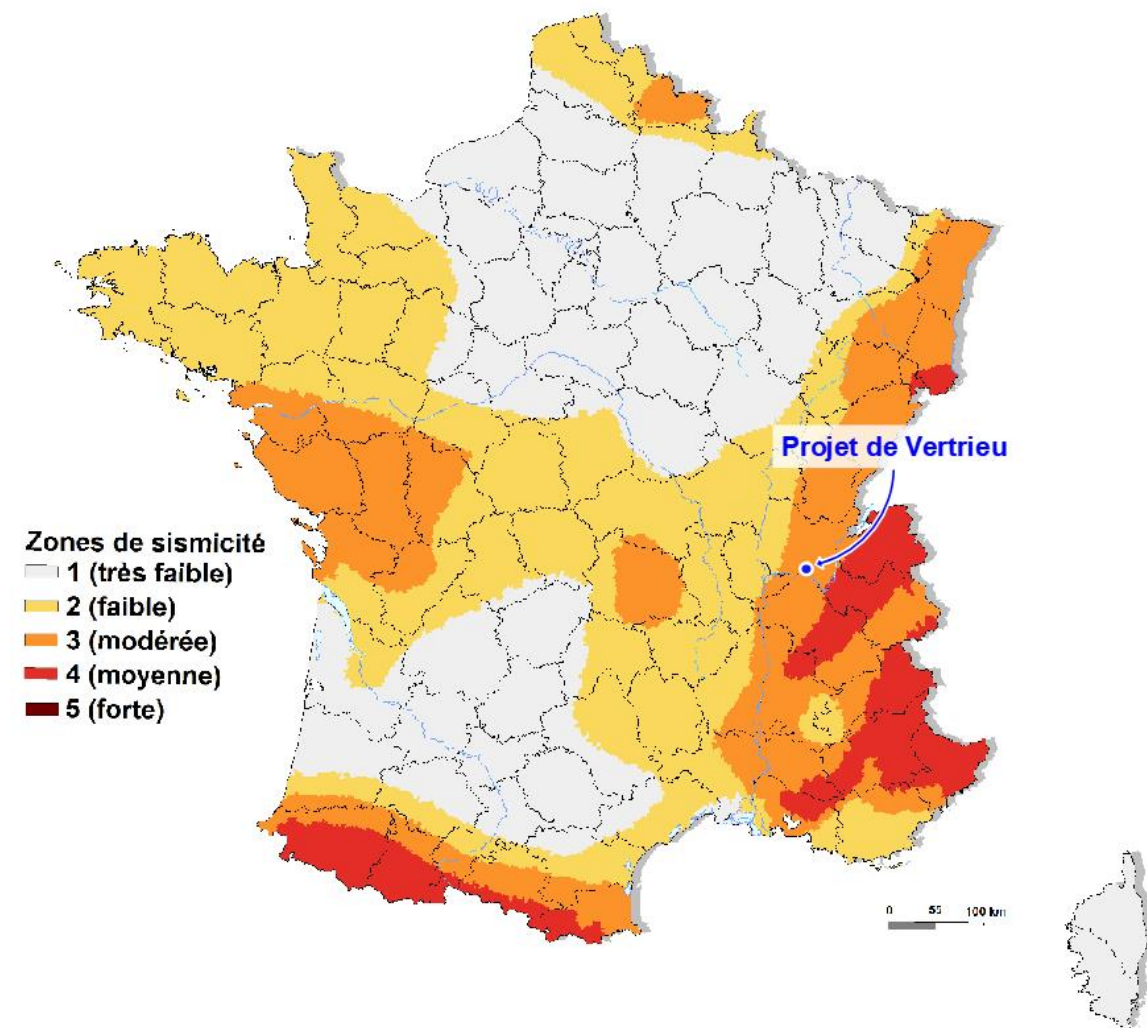 Projet de Vertrieu
Zones de sismicité
1 (très faible)
2 (faible)
3 (modérée)
4 (moyenne)
5 (forte)
0 55 100 km